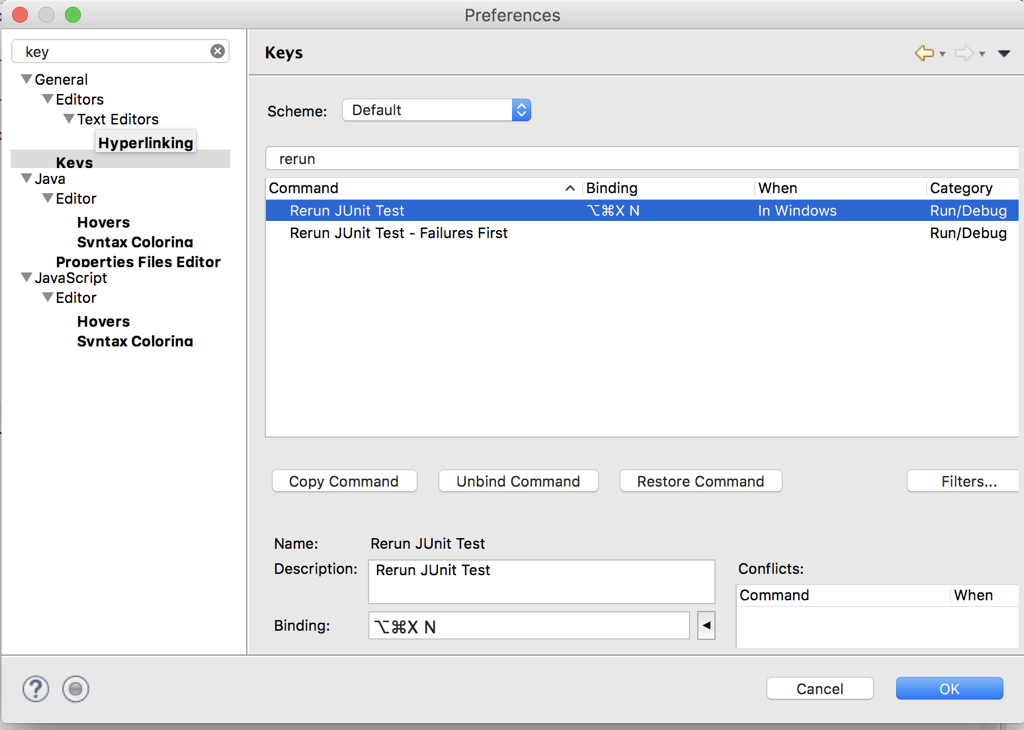 Preferences
key
General
Editors
Text Editors
Hyperlinking
Keys
Java
Editor
Hovers
Syntax Coloring
Properties Files Editor
JavaScript
Editor
Hovers
Syntax Coloring
Keys
Scheme: Default
rerun
Command Binding When Category
Rerun JUnit Test ⌥⌘X N In Windows Run/Debug
Rerun JUnit Test - Failures First Run/Debug
Copy Command Unbind Command Restore Command Filters...
Name: Rerun JUnit Test
Description: Rerun JUnit Test
Binding: ⌥⌘X N
Conflicts:
Command When
? Cancel OK